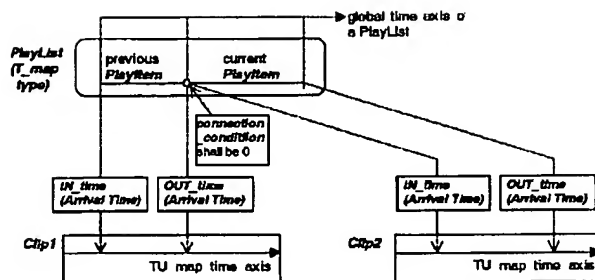 global time axis of
a PlayList
PlayList
(T_map
type)
previous
PlayItem
current
PlayItem
connection
_condition
shall be 0
IN_time
(Arrival Time)
OUT_time
(Arrival Time)
IN_time
(Arrival Time)
OUT_time
(Arrival Time)
Clip1
TU map time axis
Clip2
TU map time axis